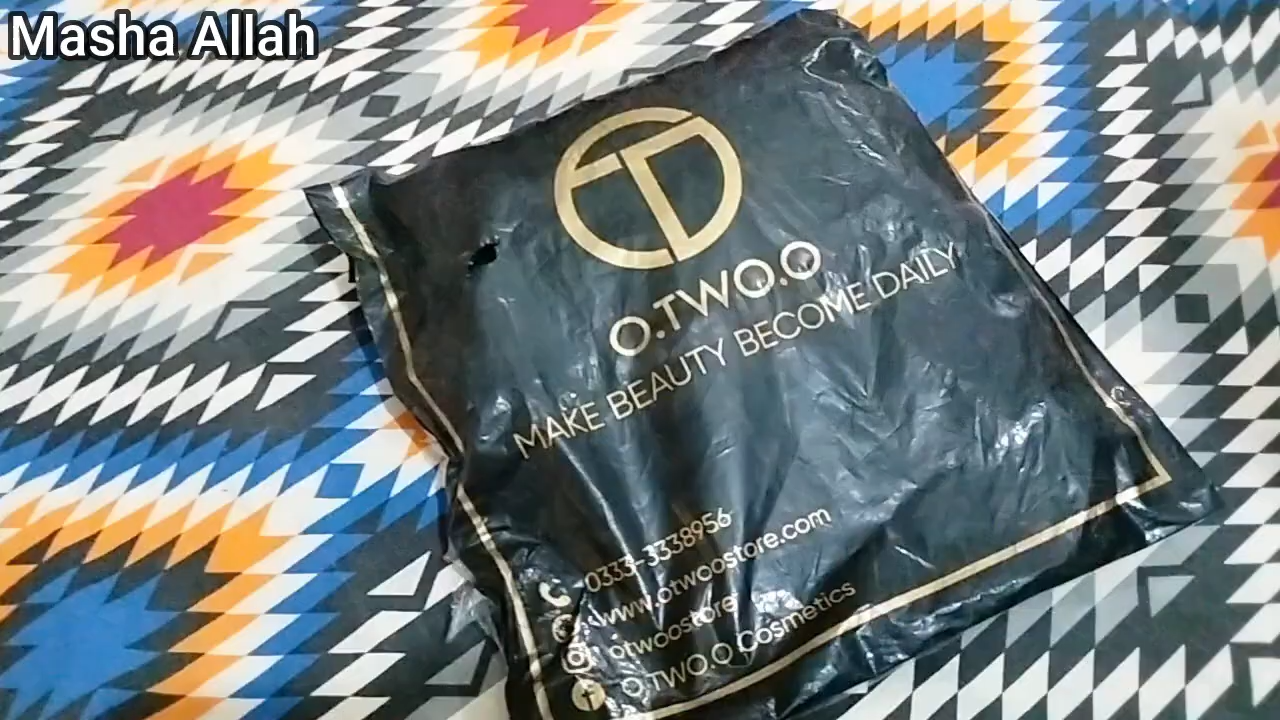 Masha Allah
O.TWO.O
MAKE BEAUTY BECOME DAILY
0333-3338956
www.otwoostore.com
otwoostore
O.TWO.O Cosmetics